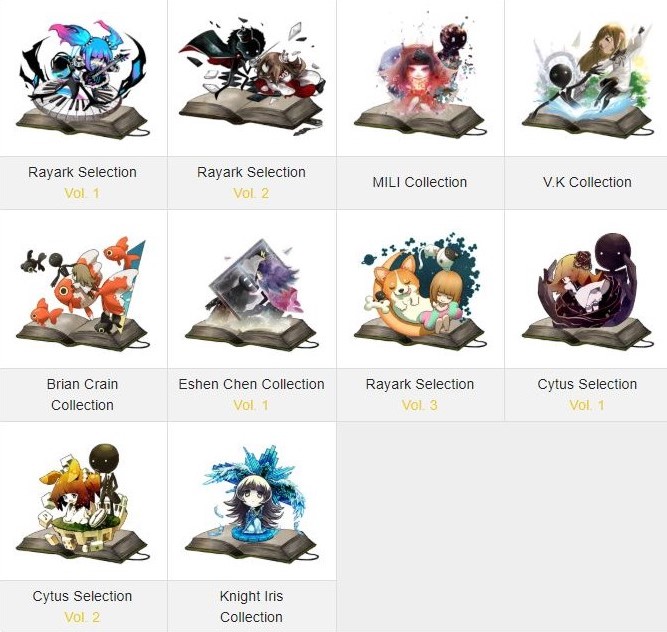 Rayark Selection
Vol. 1
Rayark Selection
Vol. 2
MILI Collection
V.K Collection
Brian Crain
Collection
Eshen Chen Collection
Vol. 1
Rayark Selection
Vol. 3
Cytus Selection
Vol. 1
Cytus Selection
Vol. 2
Knight Iris
Collection